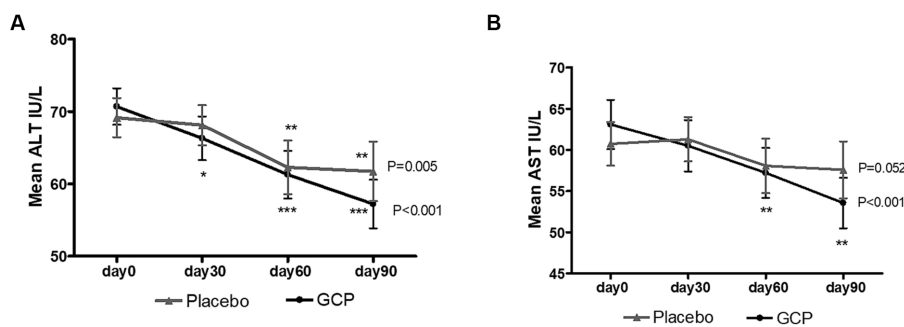 A
Mean ALT IU/L
80
70
60
50
**
*
***
**
***
P=0.005
P<0.001
day0 day30 day60 day90
Placebo GCP
B
Mean AST IU/L
70
65
60
55
50
45
**
**
P=0.052
P<0.001
day0 day30 day60 day90
Placebo GCP